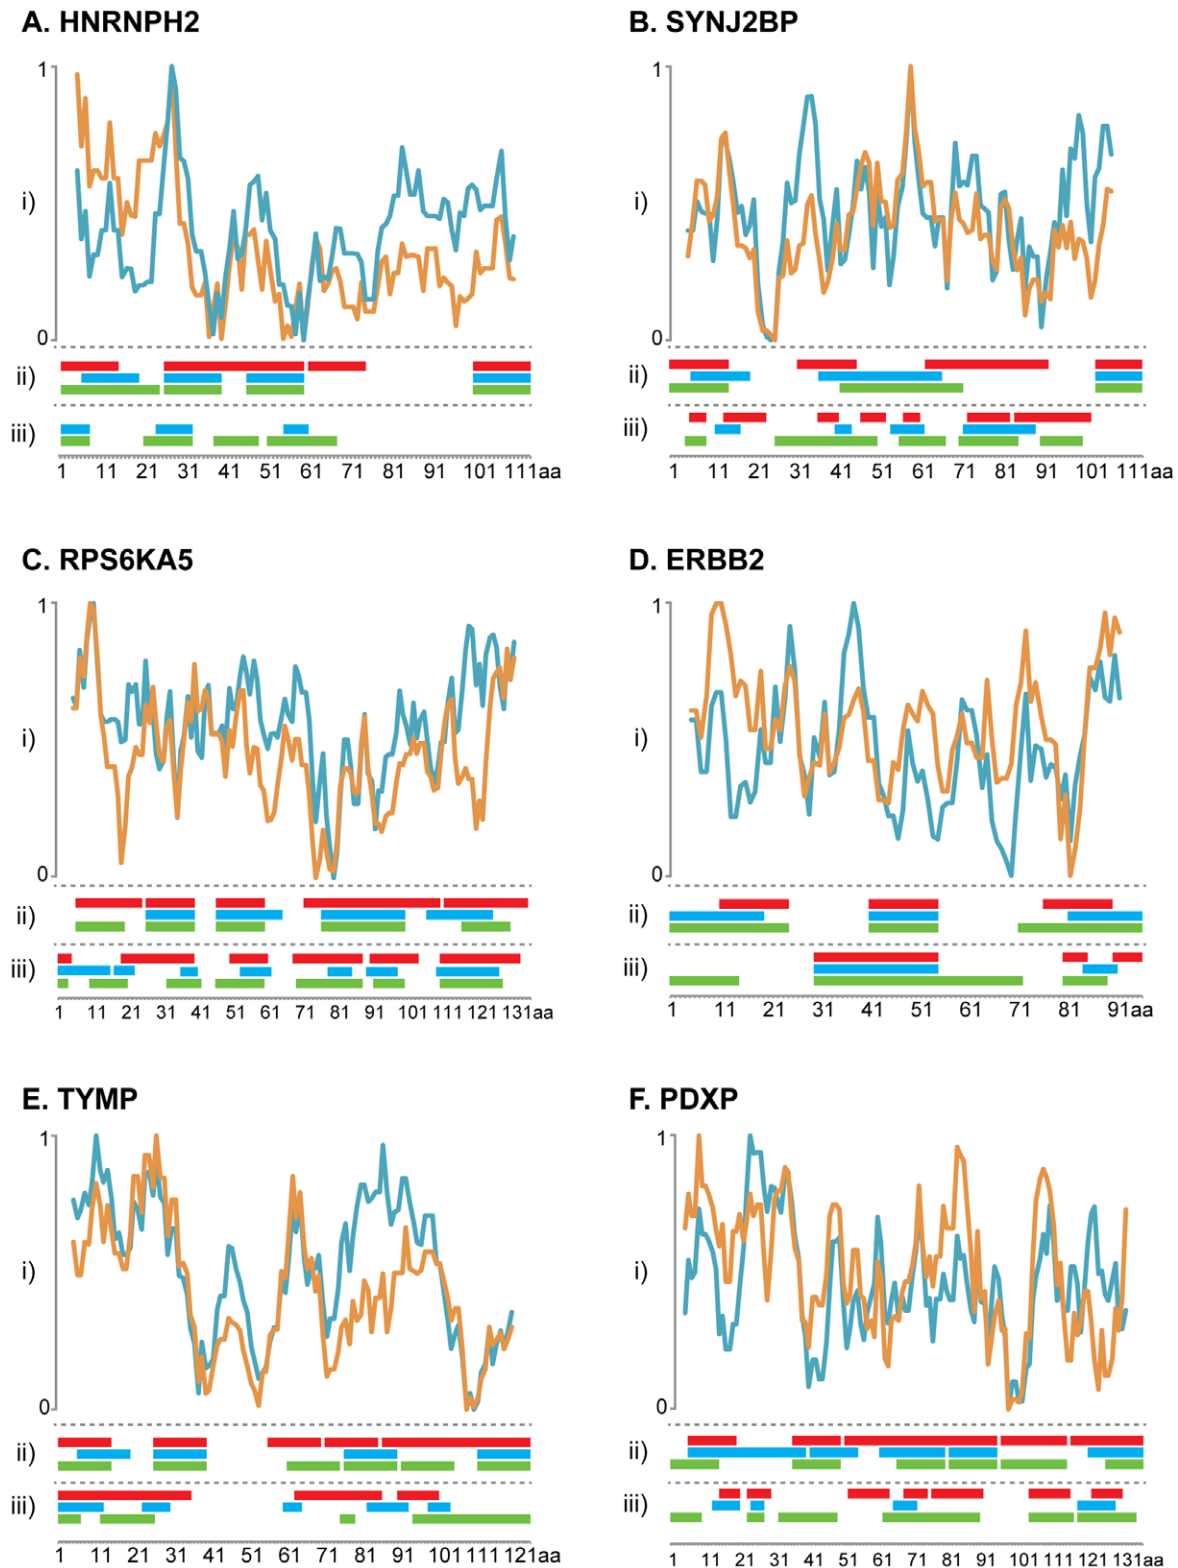 A. HNRNPH2
1
i)
0
ii)
iii)
1 11 21 31 41 51 61 71 81 91 101 111aa
B. SYNJ2BP
1
i)
0
ii)
iii)
1 11 21 31 41 51 61 71 81 91 101 111aa
C. RPS6KA5
1
i)
0
ii)
iii)
1 11 21 31 41 51 61 71 81 91 101 111 121 131aa
D. ERBB2
1
i)
0
ii)
iii)
1 11 21 31 41 51 61 71 81 91aa
E. TYMP
1
i)
0
ii)
iii)
1 11 21 31 41 51 61 71 81 91 101 111 121aa
F. PDXP
1
i)
0
ii)
iii)
1 11 21 31 41 51 61 71 81 91 101 111 121 131aa